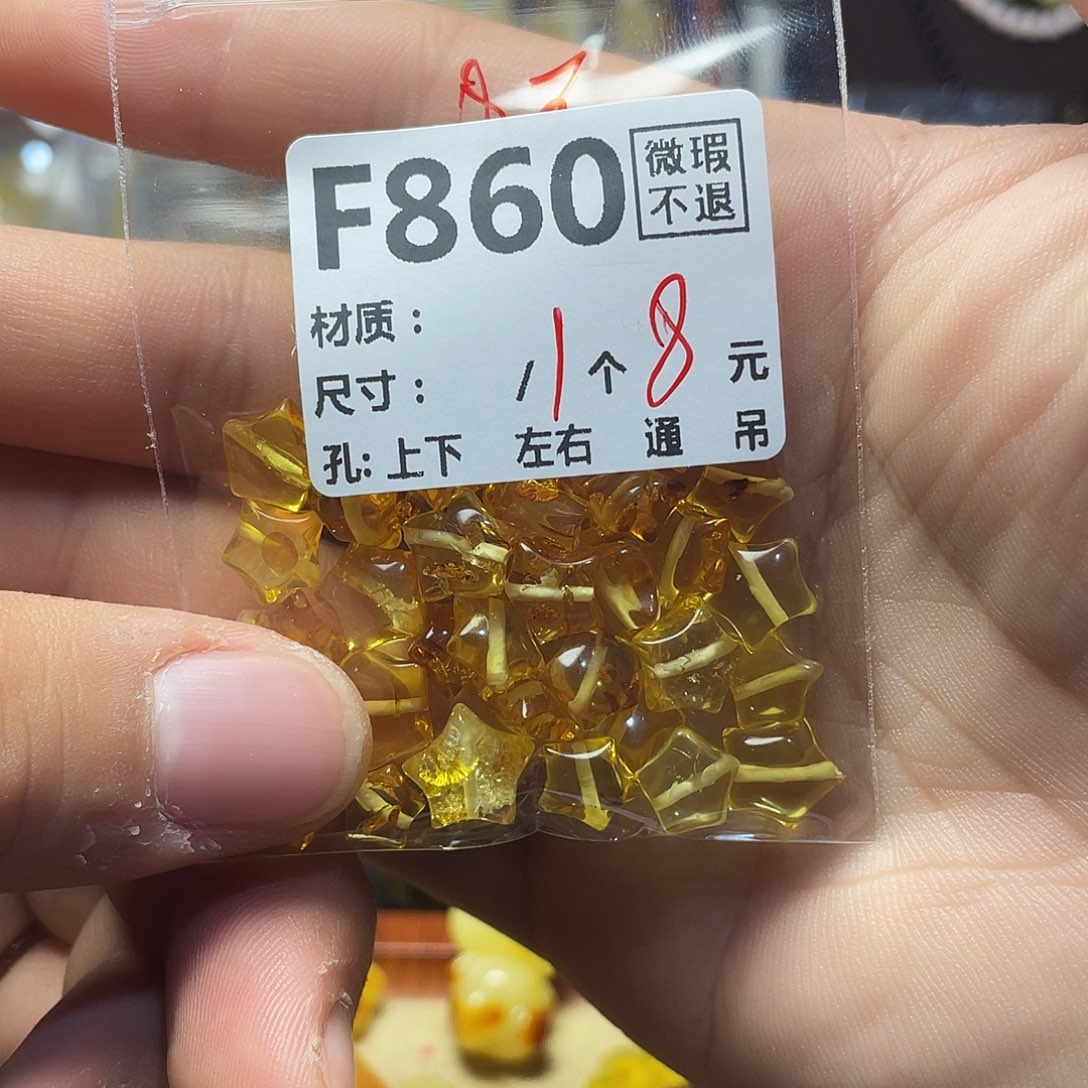 F860
微瑕
不退
材质：
尺寸： /1个 8元
孔: 上下 左右 通 吊